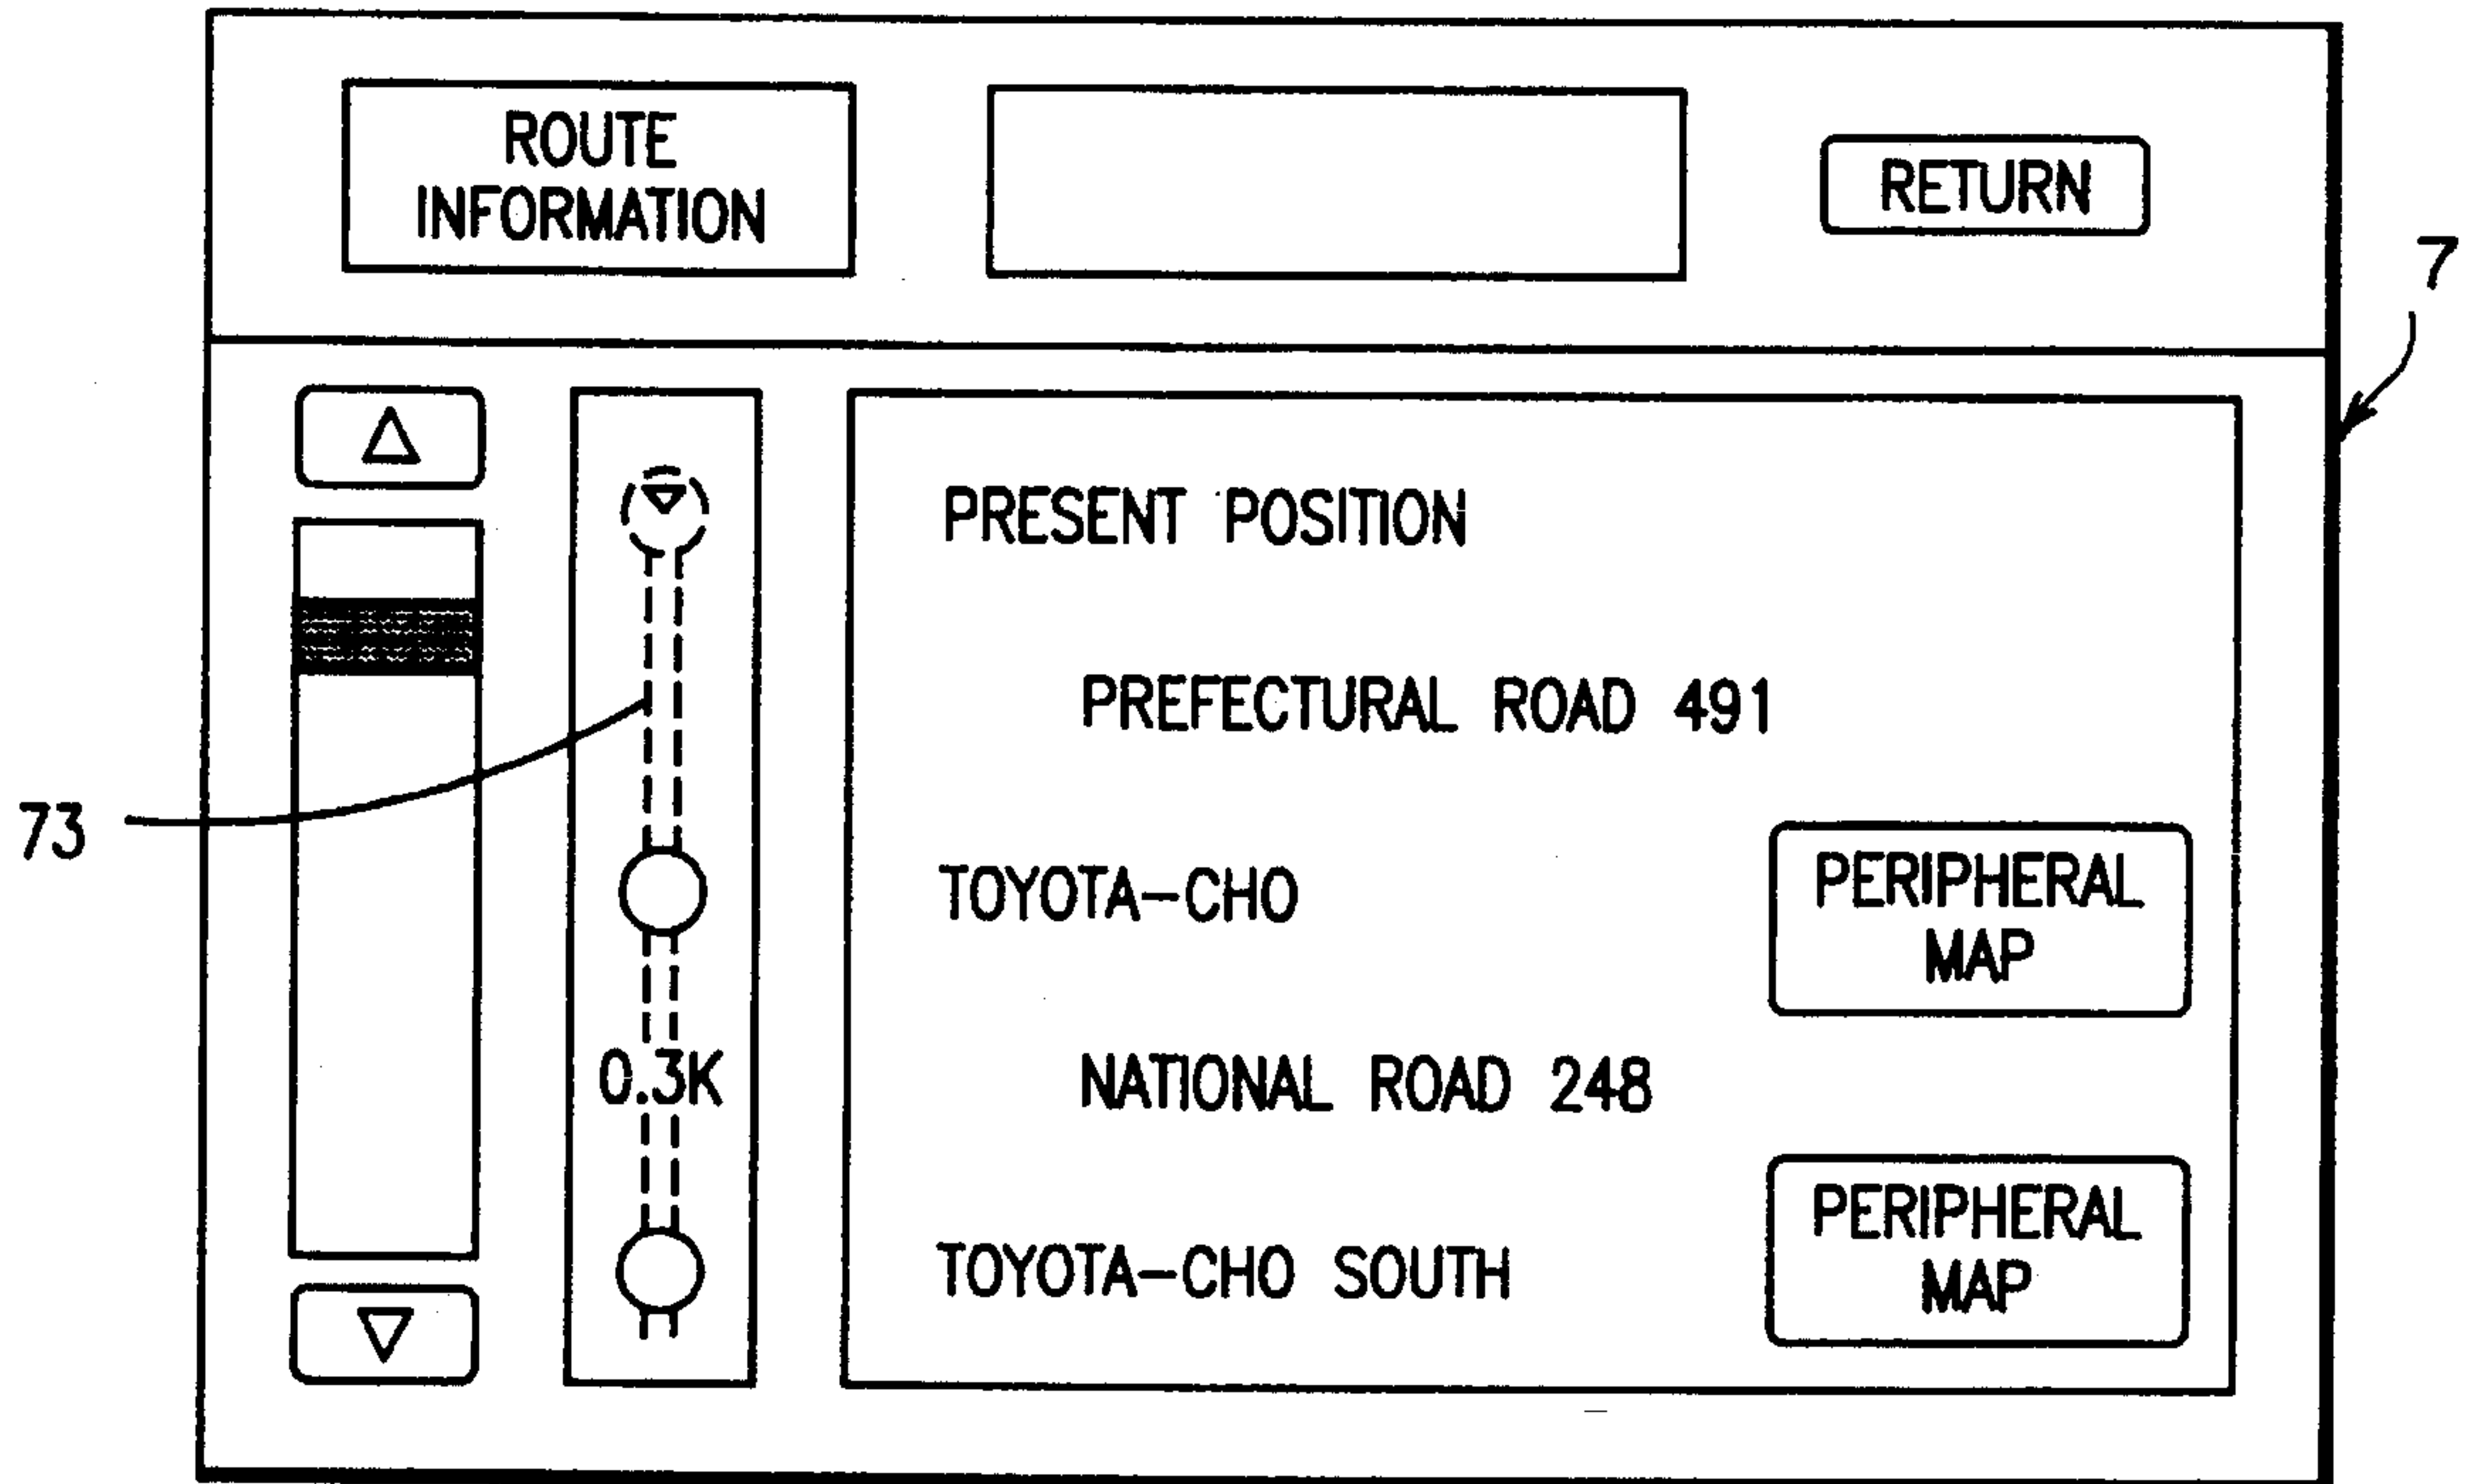 ROUTE
INFORMATION
RETURN
7
PRESENT POSITION
PREFECTURAL ROAD 491
73
TOYOTA-CHO
PERIPHERAL
MAP
0.3K
NATIONAL ROAD 248
TOYOTA-CHO SOUTH
PERIPHERAL
MAP